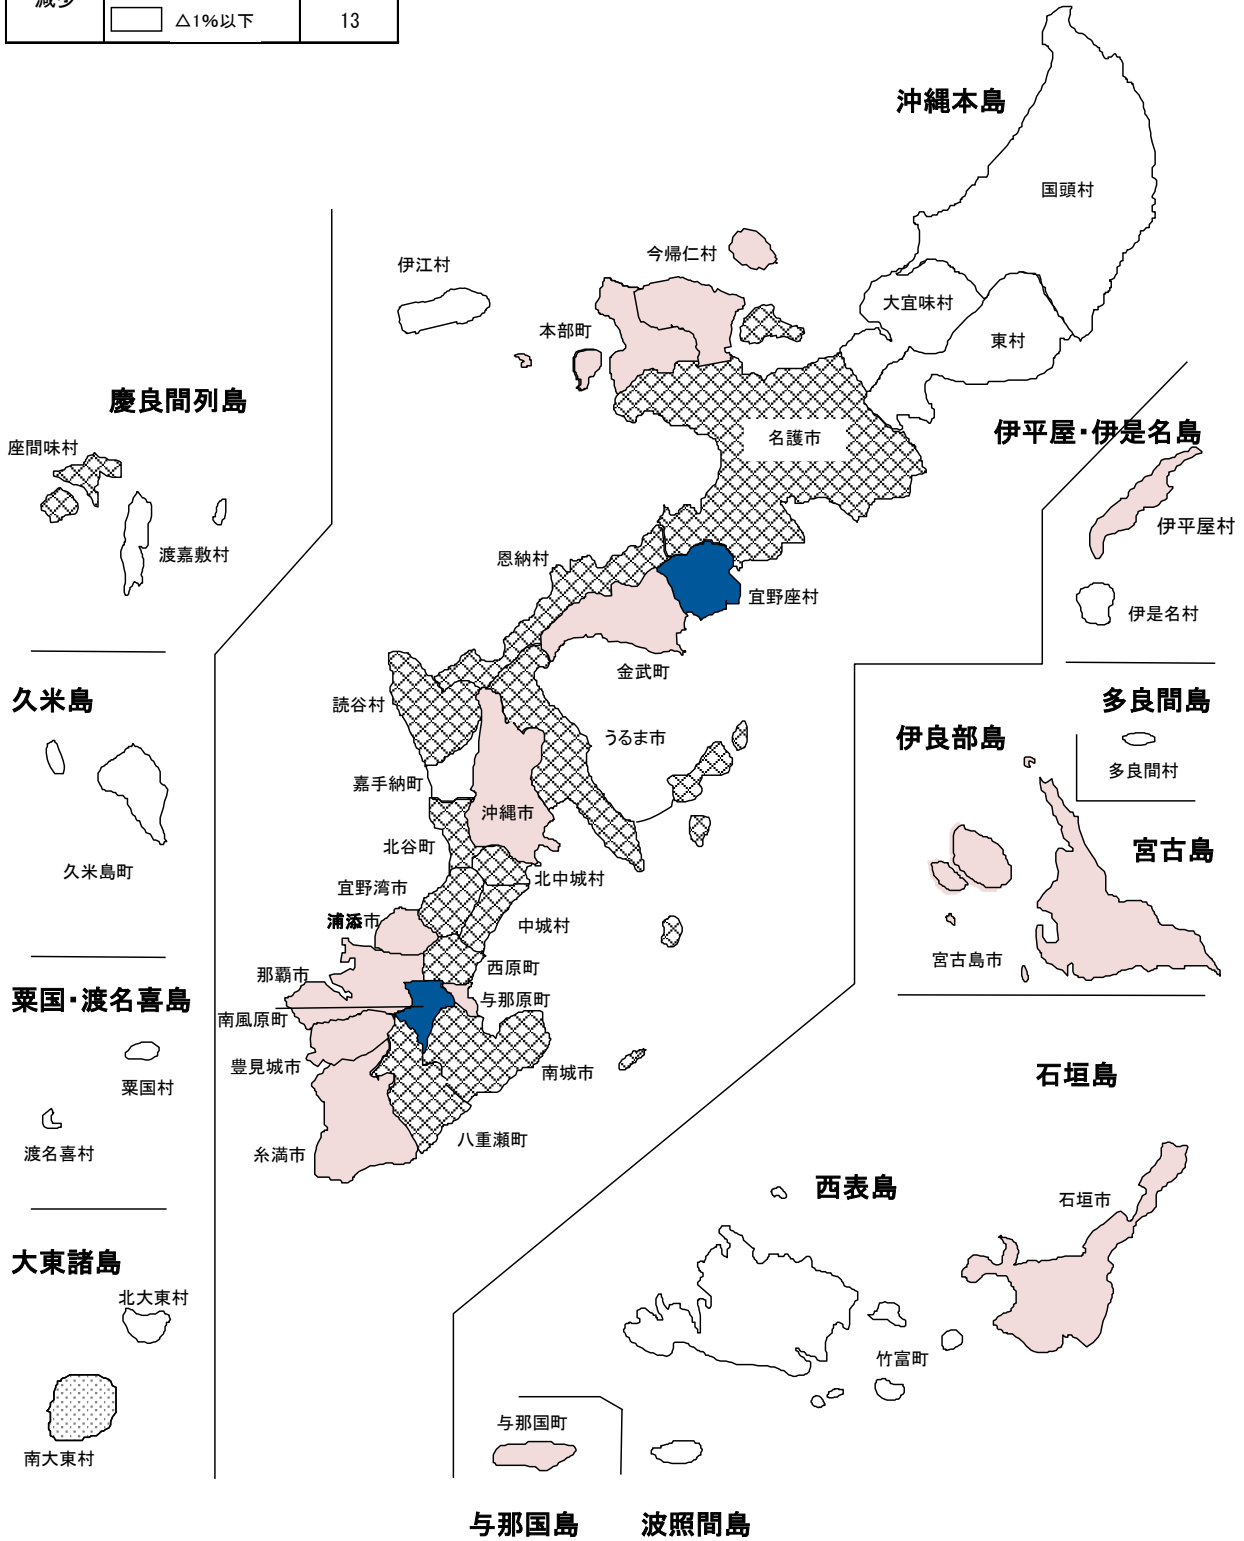 減少
△1%以下
13
沖縄本島
国頭村
今帰仁村
伊江村
大宜味村
本部町
東村
慶良間列島
名護市
伊平屋・伊是名島
座間味村
伊平屋村
渡嘉敷村
恩納村
宜野座村
伊是名村
金武町
久米島
多良間島
読谷村
うるま市
伊良部島
多良間村
嘉手納町
沖縄市
北谷町
宮古島
久米島町
北中城村
宜野湾市
浦添市
中城村
宮古島市
西原町
那覇市
粟国・渡名喜島
与那原町
南風原町
豊見城市
南城市
石垣島
粟国村
八重瀬町
渡名喜村
糸満市
西表島
石垣市
大東諸島
北大東村
竹富町
与那国町
南大東村
与那国島
波照間島